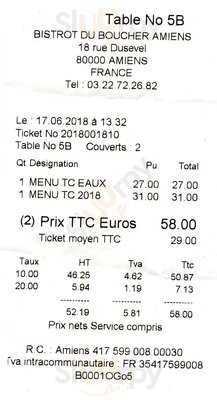 Table No 5B
BISTROT DU BOUCHER AMIENS
18 rue Dusevel
80000 AMIENS
FRANCE
Tel : 03 22.72.26.82
Le : 17.06.2018 à 13.32
Ticket No 2018001810
Table No 5B Couverts : 2
Qt Désignation Pu Total
1 MENU TC EAUX 27.00 27.00
1 MENU TC 2018 31.00 31.00
(2) Prix TTC Euros 58.00
Ticket moyen TTC 29.00
Taux HT Tva Ttc
10.00 46.25 4.62 50.87
20.00 5.94 1.19 7.13
52.19 5.81 58.00
Prix nets Service compris
R.C. : Amiens 417 599 008 00030
Tva intracommunautaire : FR 35417599008
B0001OGo5